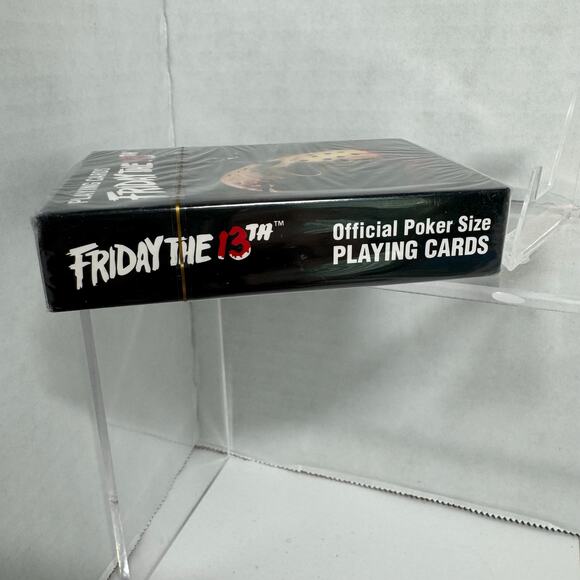 PLAYING CARDS
FRIDAY THE 13TH
FRIDAY THE 13TH™
Official Poker Size
PLAYING CARDS